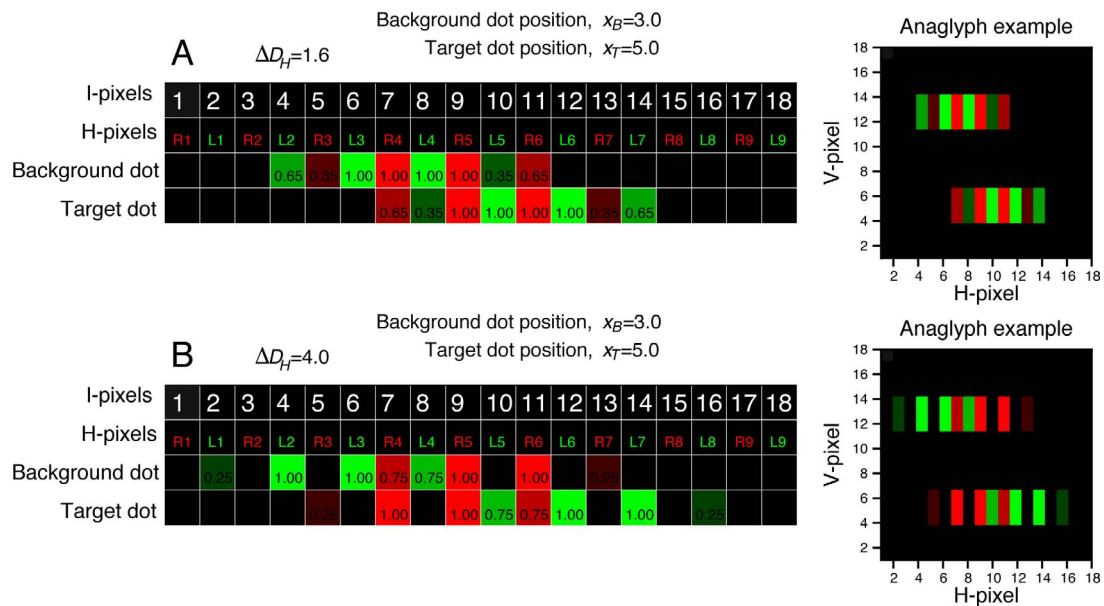 Background dot position, xB=3.0
A
ΔDH=1.6
Target dot position, xT=5.0
I-pixels 1 2 3 4 5 6 7 8 9 10 11 12 13 14 15 16 17 18
H-pixels R1 L1 R2 L2 R3 L3 R4 L4 R5 L5 R6 L6 R7 L7 R8 L8 R9 L9
Background dot 0.65 0.35 1.00 1.00 1.00 1.00 0.35 0.65
Target dot 0.65 0.35 1.00 1.00 1.00 1.00 0.35 0.65
Anaglyph example
V-pixel
18
16
14
12
10
8
6
4
2
2 4 6 8 10 12 14 16 18
H-pixel
Background dot position, xB=3.0
B
ΔDH=4.0
Target dot position, xT=5.0
I-pixels 1 2 3 4 5 6 7 8 9 10 11 12 13 14 15 16 17 18
H-pixels R1 L1 R2 L2 R3 L3 R4 L4 R5 L5 R6 L6 R7 L7 R8 L8 R9 L9
Background dot 0.25 1.00 1.00 0.75 0.75 1.00 1.00 0.25
Target dot 0.25 1.00 1.00 0.75 0.75 1.00 1.00 0.25
Anaglyph example
V-pixel
18
16
14
12
10
8
6
4
2
2 4 6 8 10 12 14 16 18
H-pixel